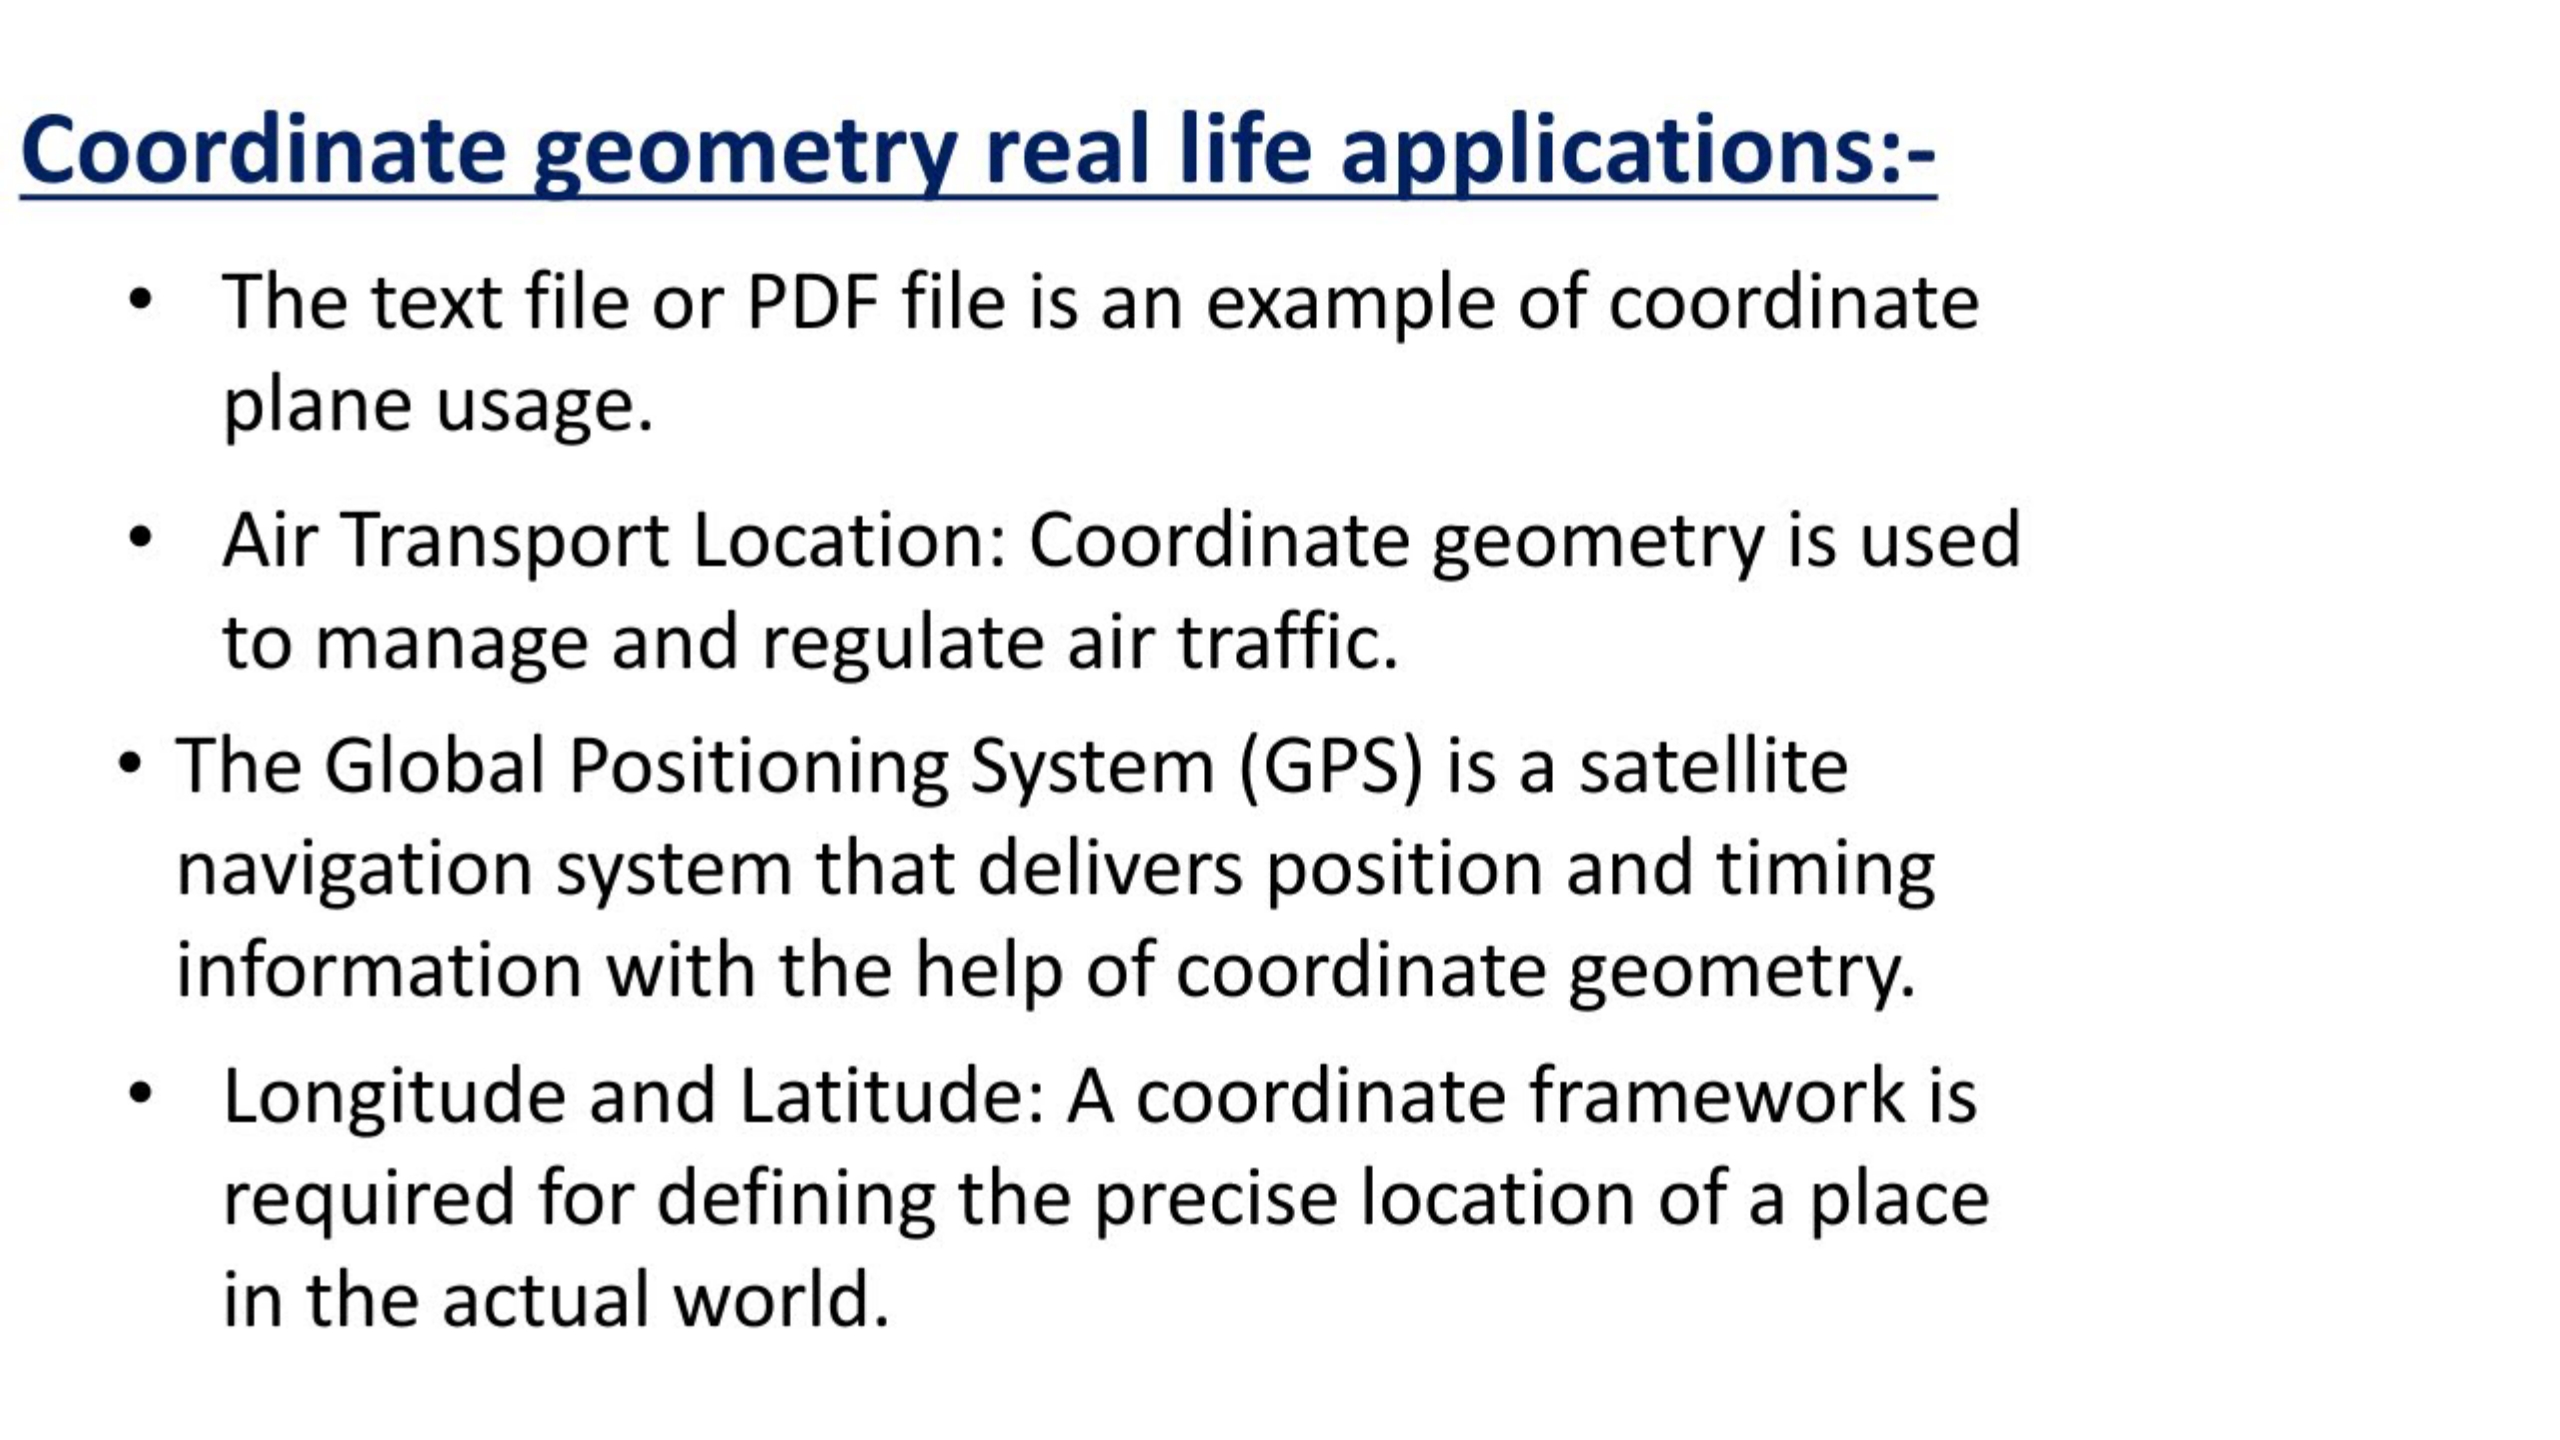 Coordinate geometry real life applications:-
• The text file or PDF file is an example of coordinate
plane usage.
• Air Transport Location: Coordinate geometry is used
to manage and regulate air traffic.
• The Global Positioning System (GPS) is a satellite
navigation system that delivers position and timing
information with the help of coordinate geometry.
• Longitude and Latitude: A coordinate framework is
required for defining the precise location of a place
in the actual world.